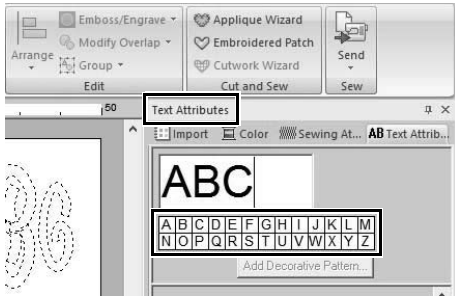 Emboss/Engrave
Modify Overlap
Group
Arrange
Edit
Applique Wizard
Embroidered Patch
Cutwork Wizard
Cut and Sew
Send
Sew
50
Text Attributes
Import Color Sewing At... AB Text Attrib...
ABC
A B C D E F G H I J K L M
N O P Q R S T U V W X Y Z
Add Decorative Pattern...